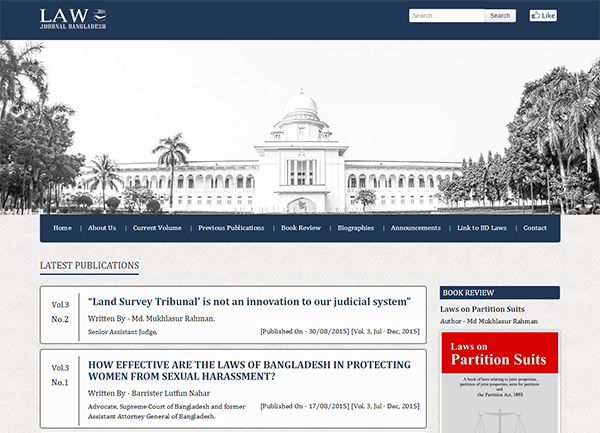 LAW
JOURNAL BANGLADESH
Search Search Like
Home | About Us | Current Volume | Previous Publications | Book Review | Biographies | Announcements | Link to BD Laws | Contact
LATEST PUBLICATIONS
Vol.3
No.2
“Land Survey Tribunal’ is not an innovation to our judicial system”
Written By - Md. Mukhlasur Rahman.
Senior Assistant Judge, [Published On - 30/08/2015] [Vol. 3, Jul - Dec, 2015]
Vol.3
No.1
HOW EFFECTIVE ARE THE LAWS OF BANGLADESH IN PROTECTING
WOMEN FROM SEXUAL HARASSMENT?
Written By - Barrister Lutfun Nahar
Advocate, Supreme Court of Bangladesh and former [Published On - 17/08/2015] [Vol. 3, Jul - Dec, 2015]
Assistant Attorney General of Bangladesh.
BOOK REVIEW
Laws on Partition Suits
Author - Md Mukhlasur Rahman
Laws on
Partition Suits
A book of laws relating to joint properties,
partition of joint properties, suits for partition
and
the Partition Act, 1893